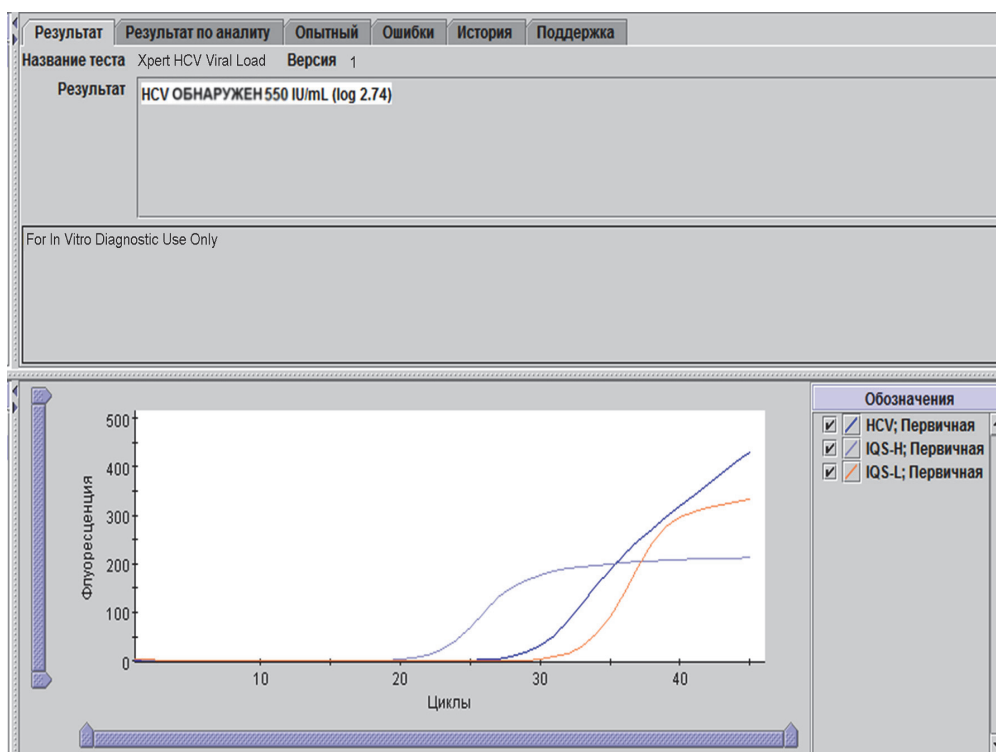 Результат Результат по аналиту Опытный Ошибки История Поддержка
Название теста Xpert HCV Viral Load Версия 1
Результат HCV ОБНАРУЖЕН 550 IU/mL (log 2.74)
For In Vitro Diagnostic Use Only
Обозначения
HCV; Первичная
IQS-H; Первичная
IQS-L; Первичная
Флуоресценция
500
400
300
200
100
0
10 20 30 40
Циклы